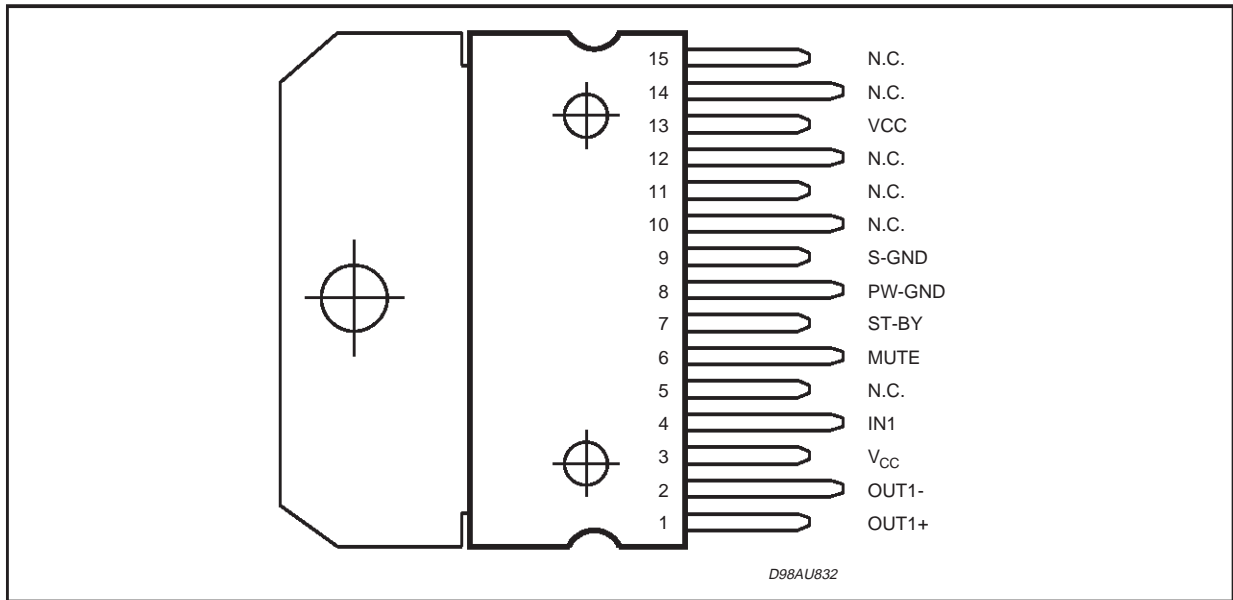 15 N.C.
14 N.C.
13 VCC
12 N.C.
11 N.C.
10 N.C.
9 S-GND
8 PW-GND
7 ST-BY
6 MUTE
5 N.C.
4 IN1
3 VCC
2 OUT1-
1 OUT1+
D98AU832